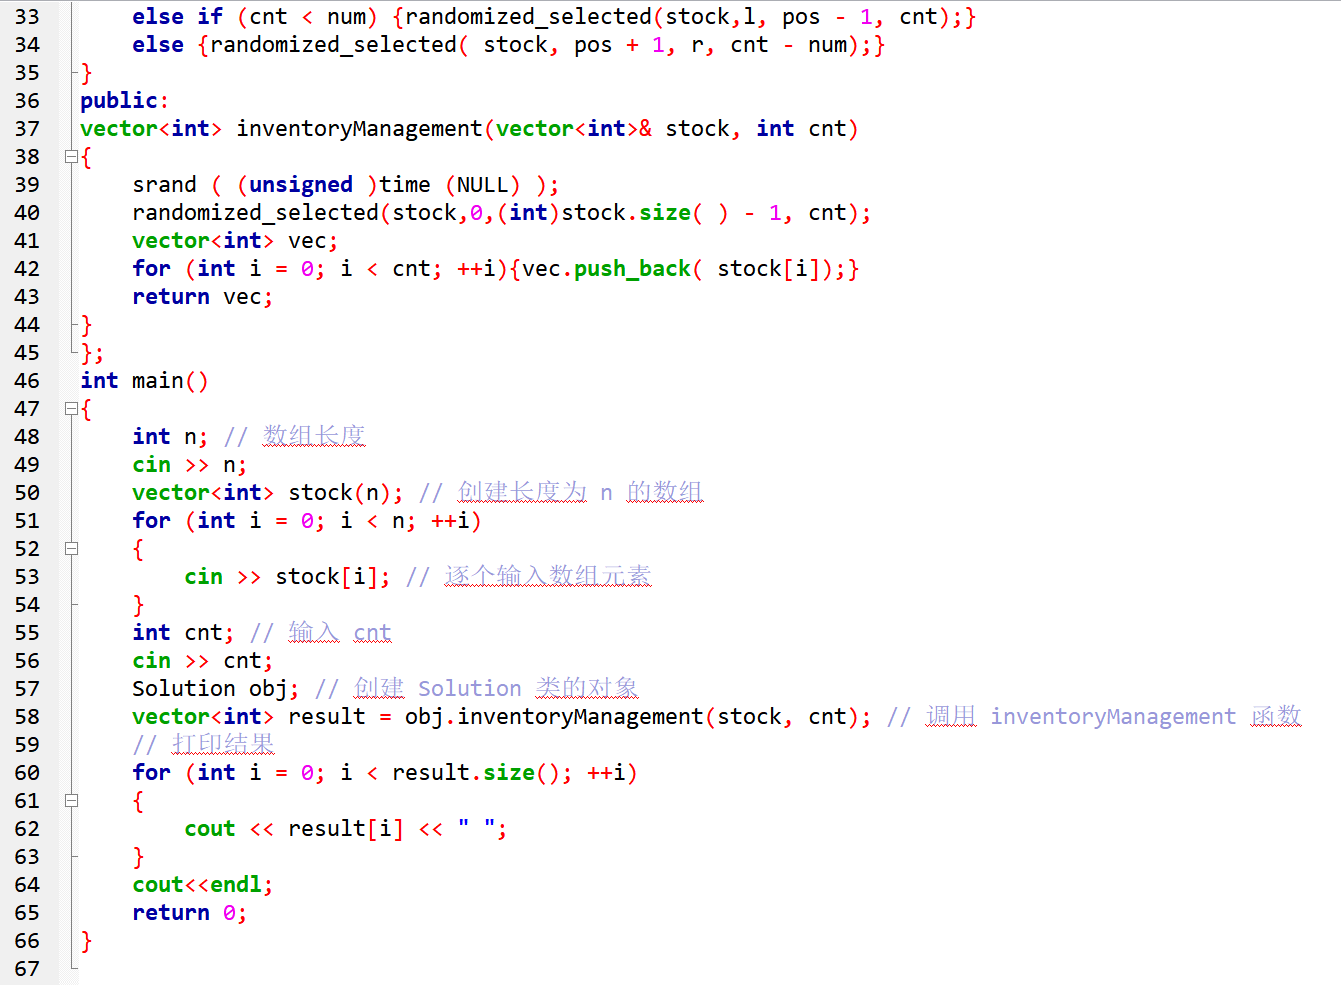 33 else if (cnt < num) {randomized_selected(stock,l, pos - 1, cnt);}
34 else {randomized_selected( stock, pos + 1, r, cnt - num);}
35 }
36 public:
37 vector<int> inventoryManagement(vector<int>& stock, int cnt)
38 {
39 srand ( (unsigned )time (NULL) );
40 randomized_selected(stock,0,(int)stock.size( ) - 1, cnt);
41 vector<int> vec;
42 for (int i = 0; i < cnt; ++i){vec.push_back( stock[i]);}
43 return vec;
44 }
45 };
46 int main()
47 {
48 int n; // 数组长度
49 cin >> n;
50 vector<int> stock(n); // 创建长度为 n 的数组
51 for (int i = 0; i < n; ++i)
52 {
53 cin >> stock[i]; // 逐个输入数组元素
54 }
55 int cnt; // 输入 cnt
56 cin >> cnt;
57 Solution obj; // 创建 Solution 类的对象
58 vector<int> result = obj.inventoryManagement(stock, cnt); // 调用 inventoryManagement 函数
59 // 打印结果
60 for (int i = 0; i < result.size(); ++i)
61 {
62 cout << result[i] << " ";
63 }
64 cout<<endl;
65 return 0;
66 }
67